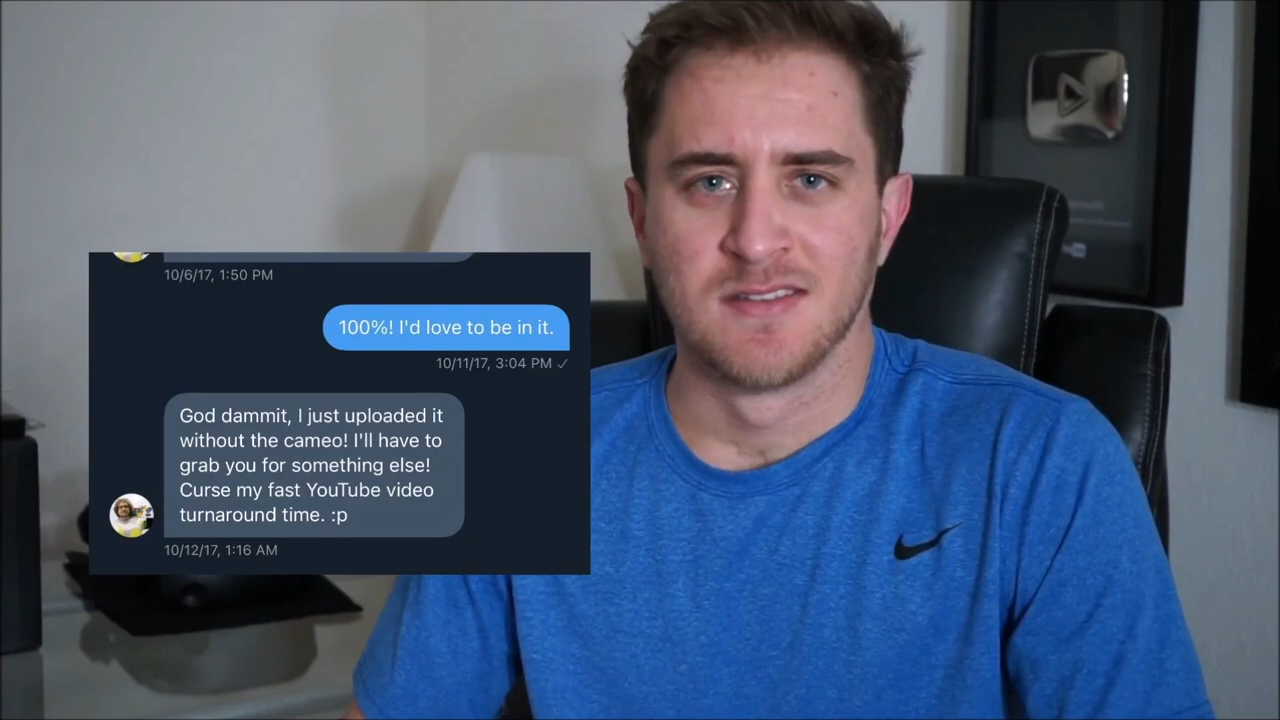 10/6/17, 1:50 PM
100%! I'd love to be in it.
10/11/17, 3:04 PM ✓
God dammit, I just uploaded it
without the cameo! I'll have to
grab you for something else!
Curse my fast YouTube video
turnaround time. :p
10/12/17, 1:16 AM